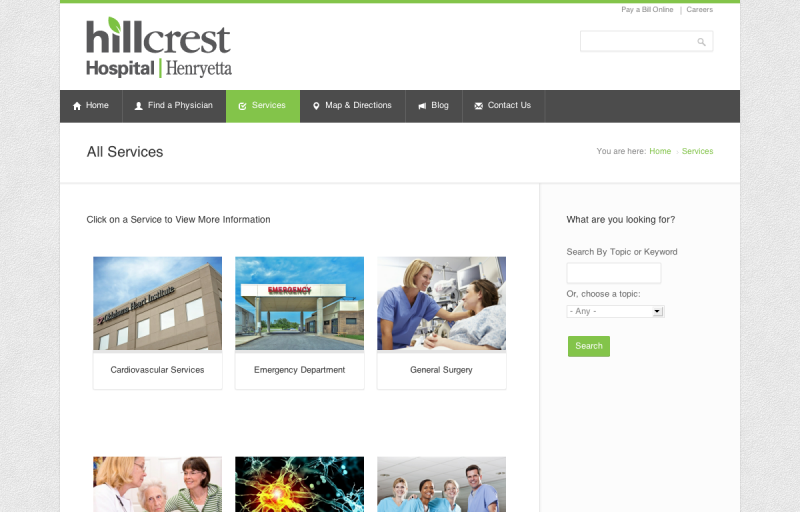 Pay a Bill Online | Careers
hillcrest
Hospital | Henryetta
Home Find a Physician Services Map & Directions Blog Contact Us
All Services
You are here: Home › Services
Click on a Service to View More Information
What are you looking for?
Search By Topic or Keyword
Or, choose a topic:
- Any -
Search
Oklahoma Heart Institute
EMERGENCY
Cardiovascular Services
Emergency Department
General Surgery